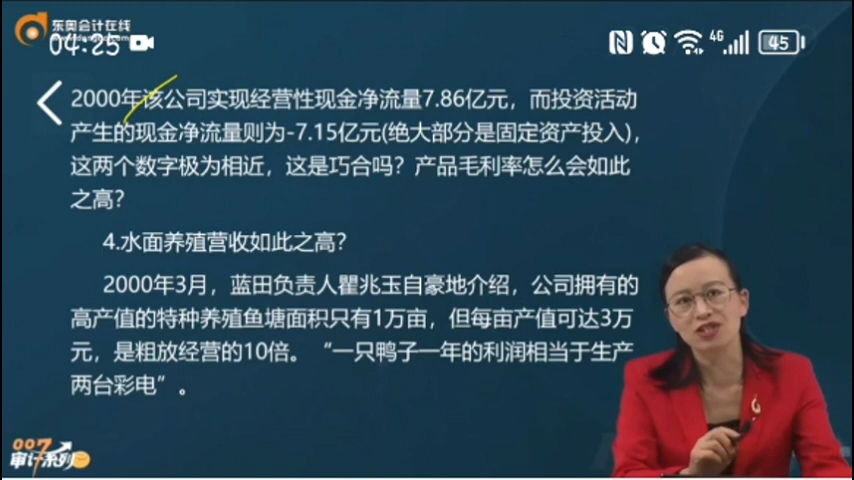 东奥会计在线
04:25
4G
45
2000年该公司实现经营性现金净流量7.86亿元，而投资活动
产生的现金净流量则为-7.15亿元(绝大部分是固定资产投入)，
这两个数字极为相近，这是巧合吗？产品毛利率怎么会如此
之高？
4.水面养殖营收如此之高？
2000年3月，蓝田负责人瞿兆玉自豪地介绍，公司拥有的
高产值的特种养殖鱼塘面积只有1万亩，但每亩产值可达3万
元，是粗放经营的10倍。“一只鸭子一年的利润相当于生产
两台彩电”。
007
审计系列